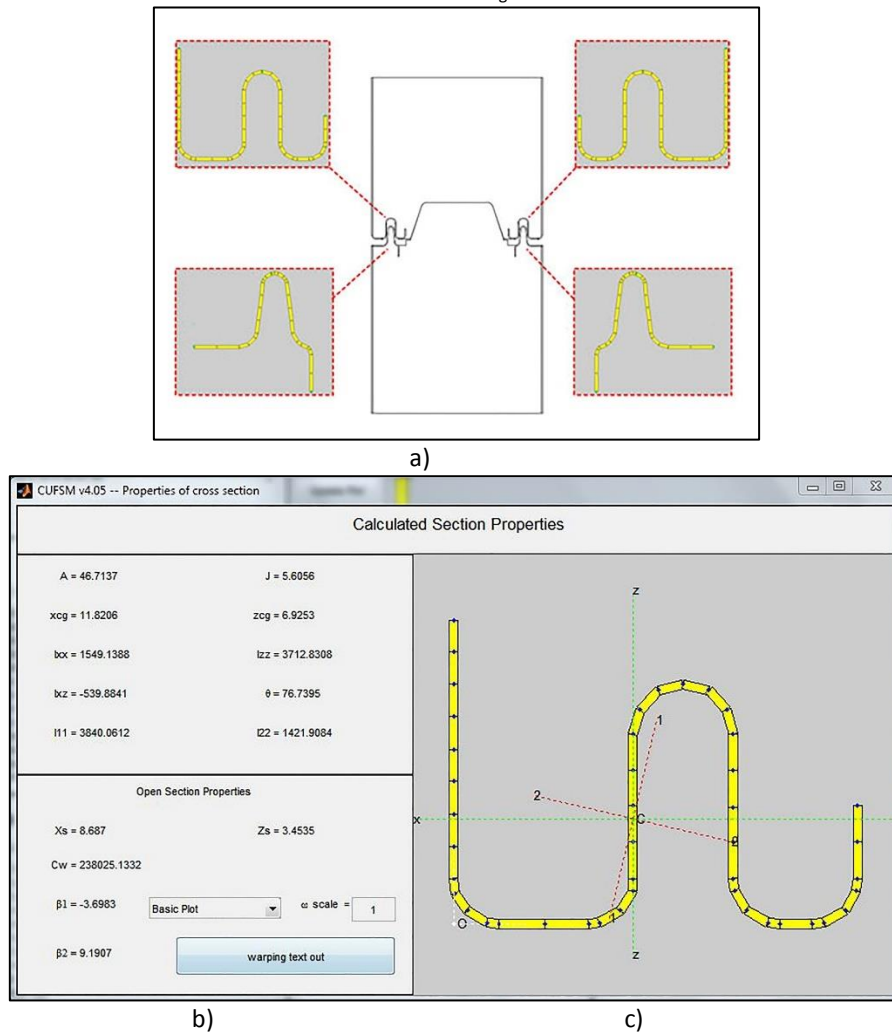 a)
CUFSM v4.05 -- Properties of cross section
Calculated Section Properties
A = 46.7137
J = 5.6056
xcg = 11.8206
zcg = 6.9253
Ixx = 1549.1388
Izz = 3712.8308
Ixz = -539.8841
θ = 76.7395
I11 = 3840.0612
I22 = 1421.9084
Open Section Properties
Xs = 8.687
Zs = 3.4535
Cw = 238025.1332
β1 = -3.6983
Basic Plot
ω scale =
1
β2 = 9.1907
warping text out
z
1
2
x
C
2
1
C
z
b)
c)